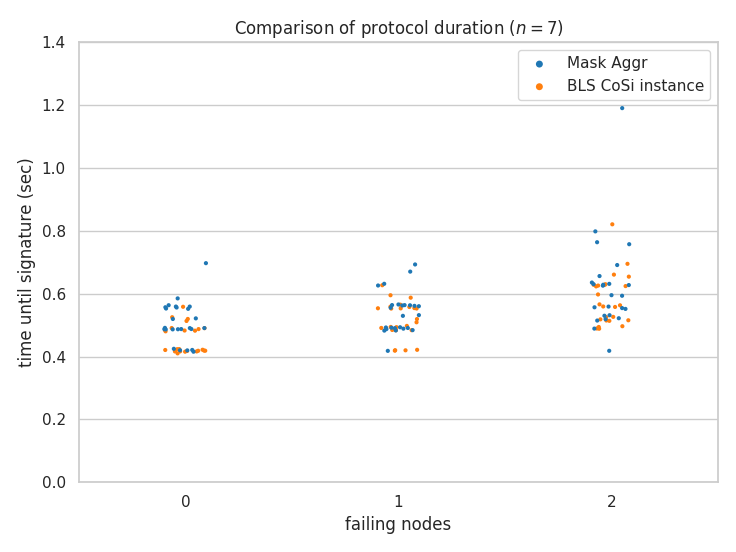 Comparison of protocol duration (n = 7)
Mask Aggr
BLS CoSi instance
time until signature (sec)
1.4
1.2
1.0
0.8
0.6
0.4
0.2
0.0
0
1
2
failing nodes